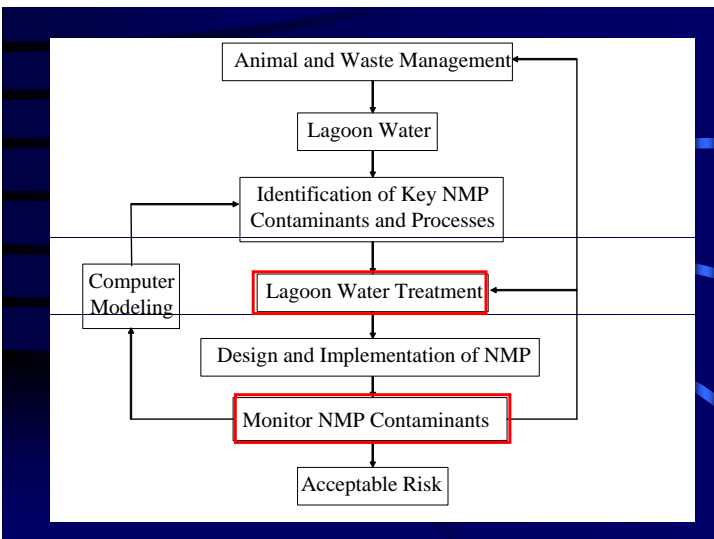 Animal and Waste Management
Lagoon Water
Identification of Key NMP
Contaminants and Processes
Computer
Modeling
Lagoon Water Treatment
Design and Implementation of NMP
Monitor NMP Contaminants
Acceptable Risk